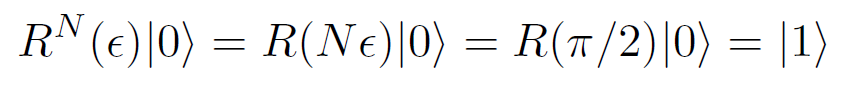 R^N(ϵ)|0⟩ = R(Nϵ)|0⟩ = R(π/2)|0⟩ = |1⟩